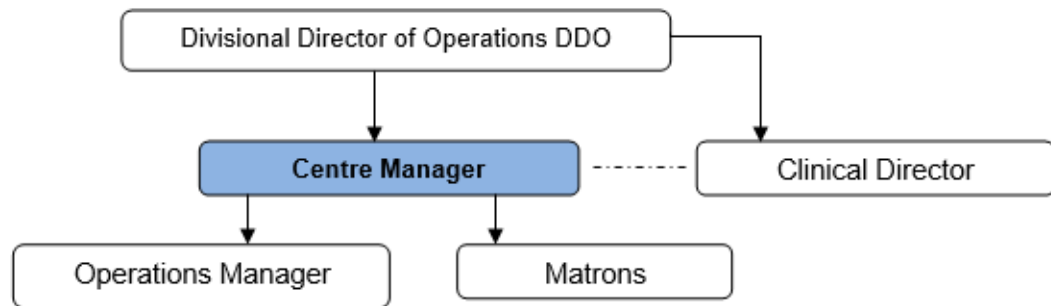 Divisional Director of Operations DDO
Centre Manager
Clinical Director
Operations Manager
Matrons